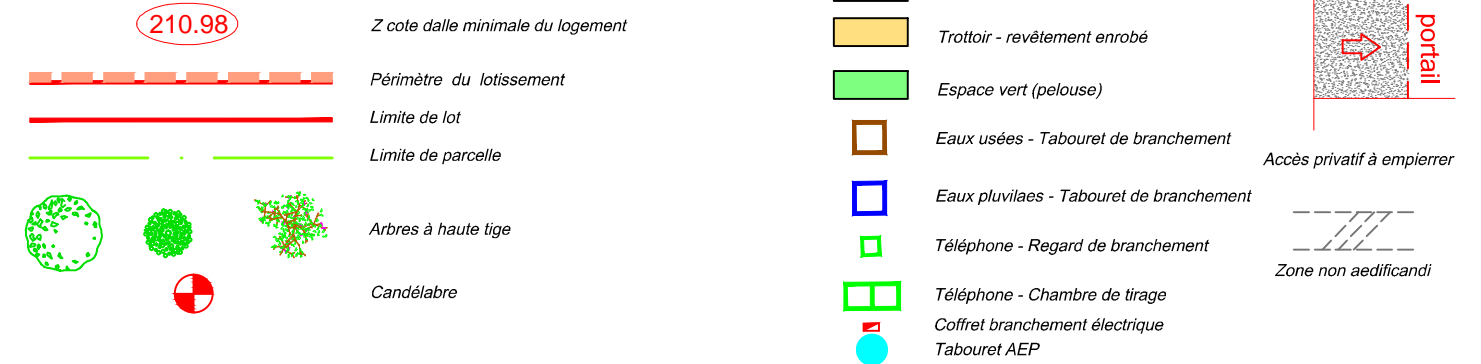 210.98
Z cote dalle minimale du logement
Périmètre du lotissement
Limite de lot
Limite de parcelle
Arbres à haute tige
Candélabre
Trottoir - revêtement enrobé
Espace vert (pelouse)
Eaux usées - Tabouret de branchement
Eaux pluvilaes - Tabouret de branchement
Téléphone - Regard de branchement
Téléphone - Chambre de tirage
Coffret branchement électrique
Tabouret AEP
portail
Accès privatif à empierrer
Zone non aedificandi